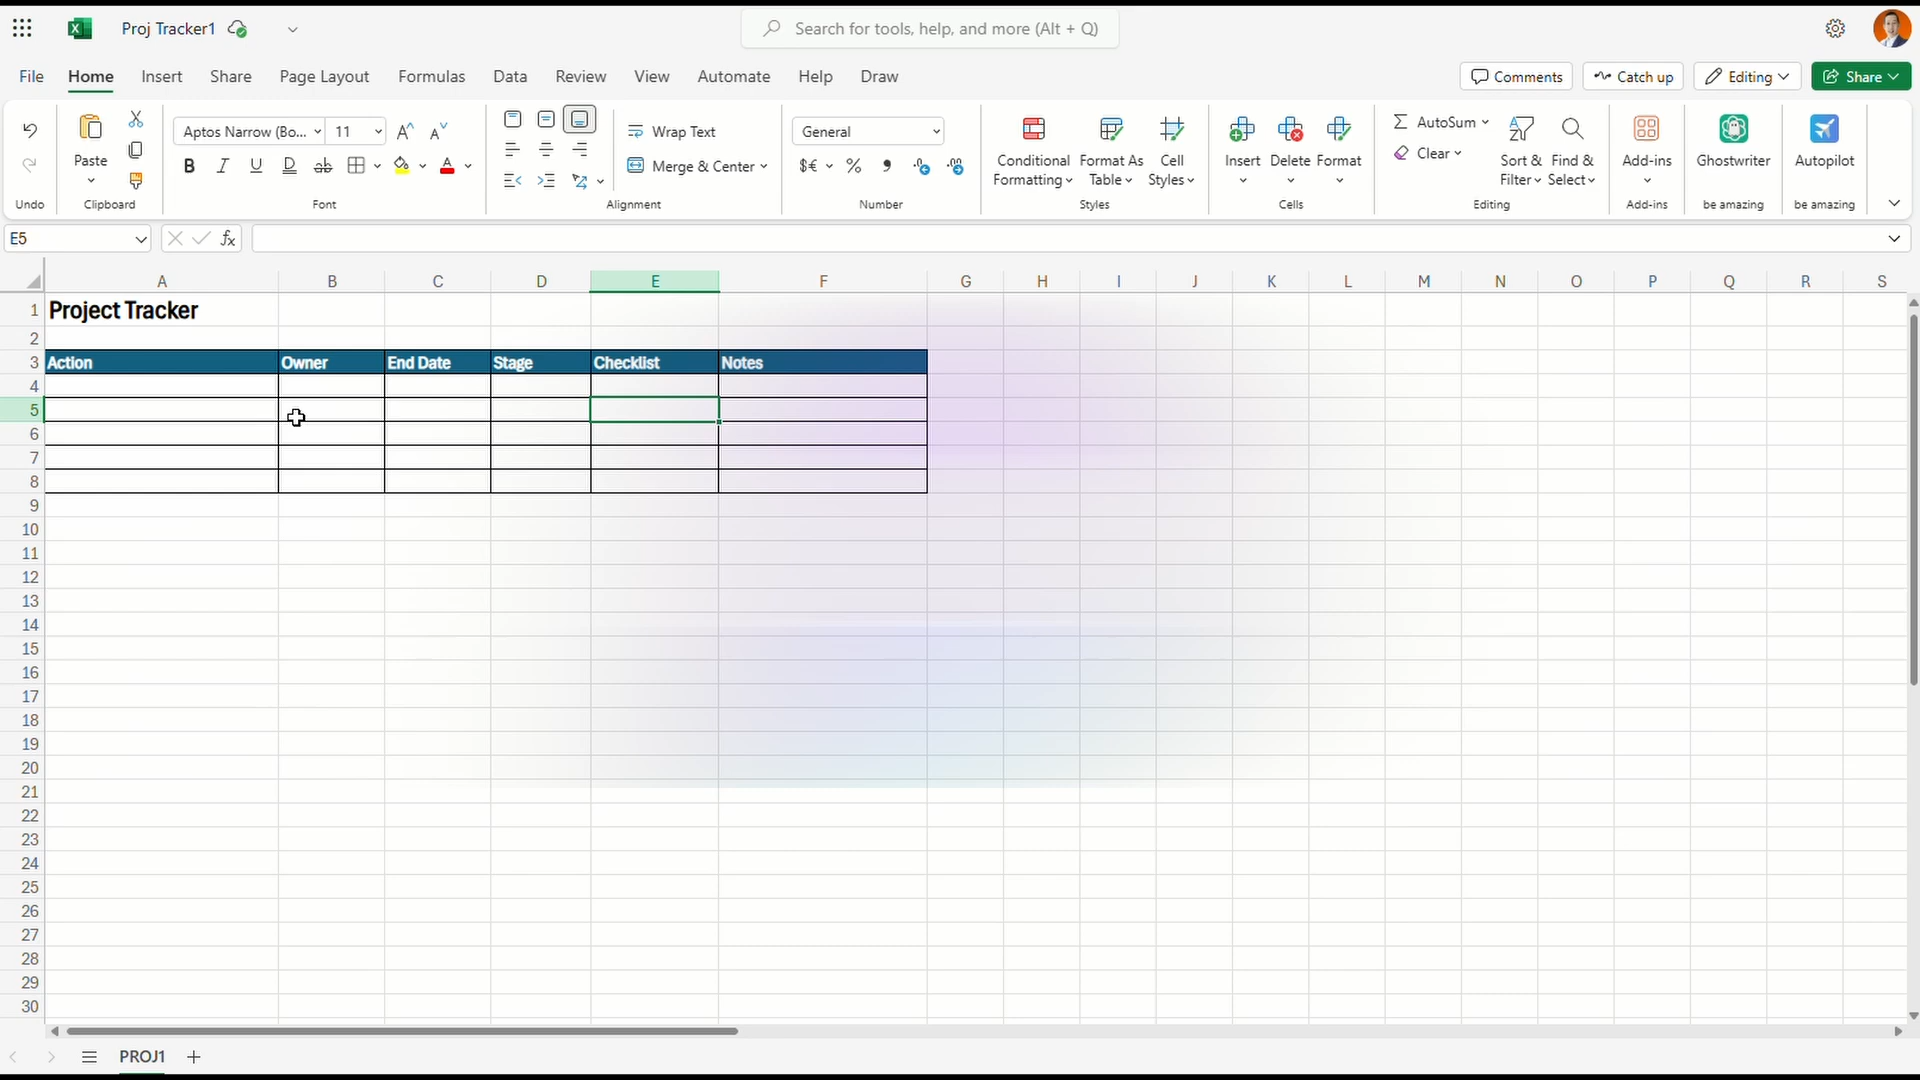 Proj Tracker1
Search for tools, help, and more (Alt + Q)
File Home Insert Share Page Layout Formulas Data Review View Automate Help Draw
Comments Catch up Editing Share
Paste
Aptos Narrow (Bo... 11
Wrap Text
Merge & Center
General
$€ % 9
Conditional Formatting
Format As Table
Cell Styles
Insert Delete Format
AutoSum
Clear
Sort & Filter
Find & Select
Add-ins
Ghostwriter
Autopilot
Undo Clipboard Font Alignment Number Styles Cells Editing Add-ins be amazing be amazing
E5
fx
A B C D E F G H I J K L M N O P Q R S
1 Project Tracker
2
3 Action Owner End Date Stage Checklist Notes
4
5
6
7
8
9
10
11
12
13
14
15
16
17
18
19
20
21
22
23
24
25
26
27
28
29
30
PROJ1